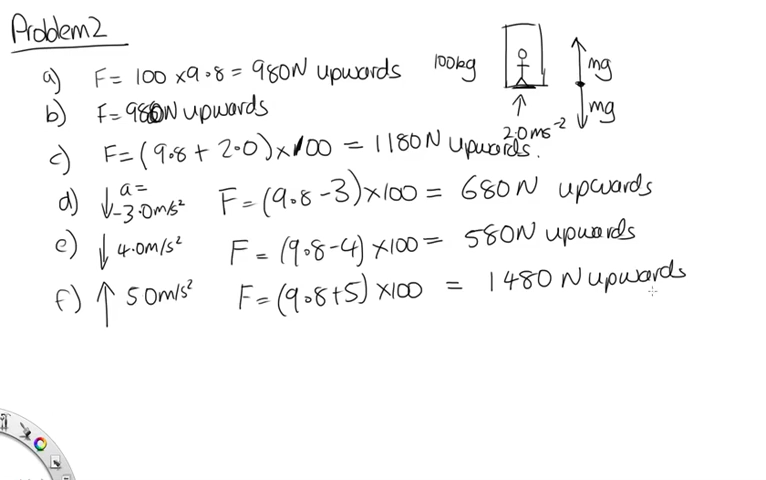 Problem 2
a) F = 100 × 9.8 = 980N upwards
100kg
mg
mg
2.0ms⁻²
b) F = 980N upwards
c) F = (9.8 + 2.0) × 100 = 1180N upwards.
d) ↓ a = -3.0m/s² F = (9.8 - 3) × 100 = 680N upwards
e) ↓ 4.0m/s² F = (9.8 - 4) × 100 = 580N upwards
f) ↑ 5.0m/s² F = (9.8 + 5) × 100 = 1480 N upwards